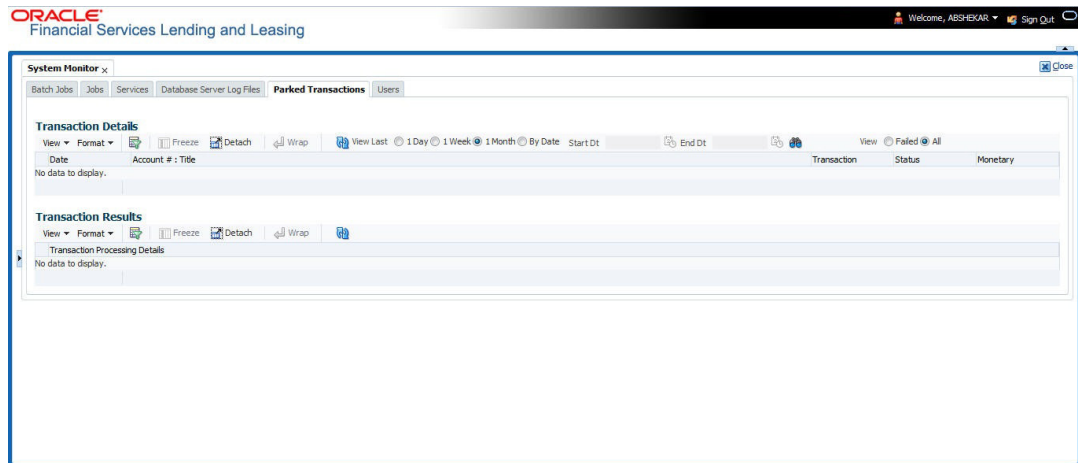 ORACLE
Financial Services Lending and Leasing
Welcome, ABSHEKAR Sign Out
System Monitor x
Close
Batch Jobs Jobs Services Database Server Log Files Parked Transactions Users
Transaction Details
View Format Freeze Detach Wrap View Last 1 Day 1 Week 1 Month By Date Start Dt End Dt View Failed All
Date Account # : Title Transaction Status Monetary
No data to display.
Transaction Results
View Format Freeze Detach Wrap
Transaction Processing Details
No data to display.